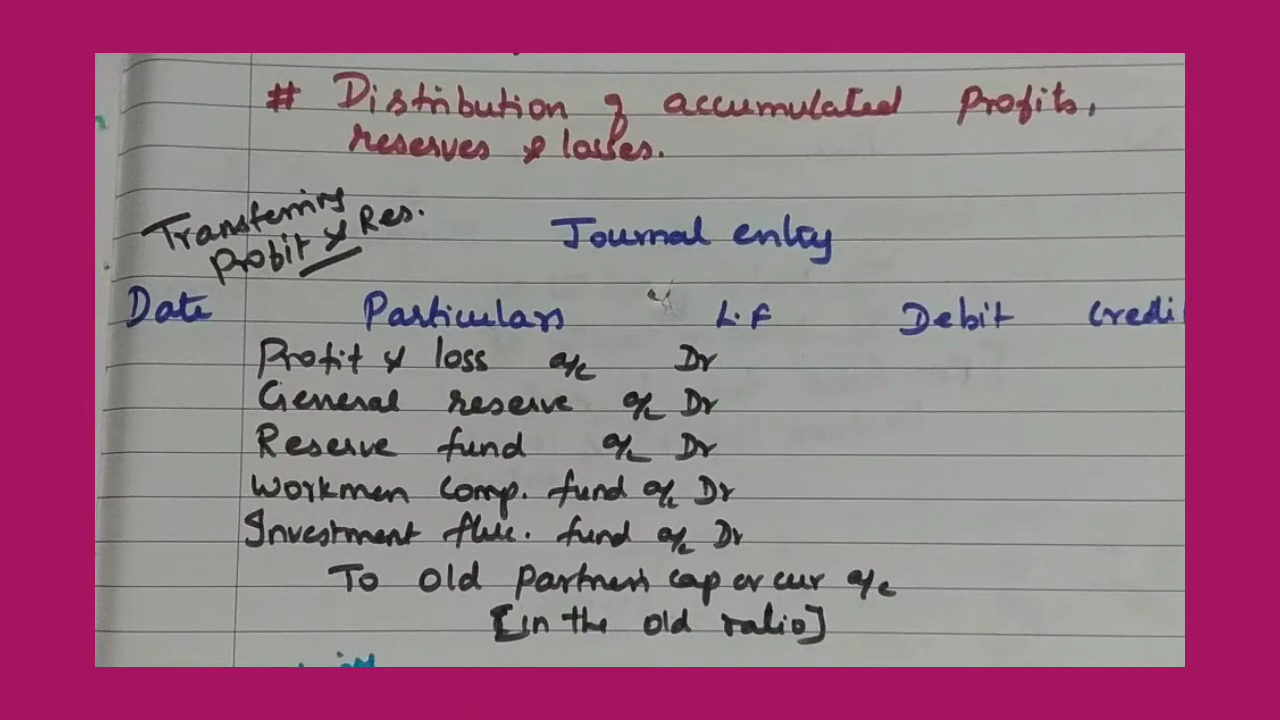 # Distribution of accumulated Profits,
reserves & losses.
Transferring
Profit & Res.
Journal entry
Date Particulars L.F Debit Credi
Profit & loss a/c Dr
General reserve a/c Dr
Reserve fund a/c Dr
Workmen Comp. fund a/c Dr
Investment fluc. fund a/c Dr
To old partners cap or cur a/c
[in the old ratio]